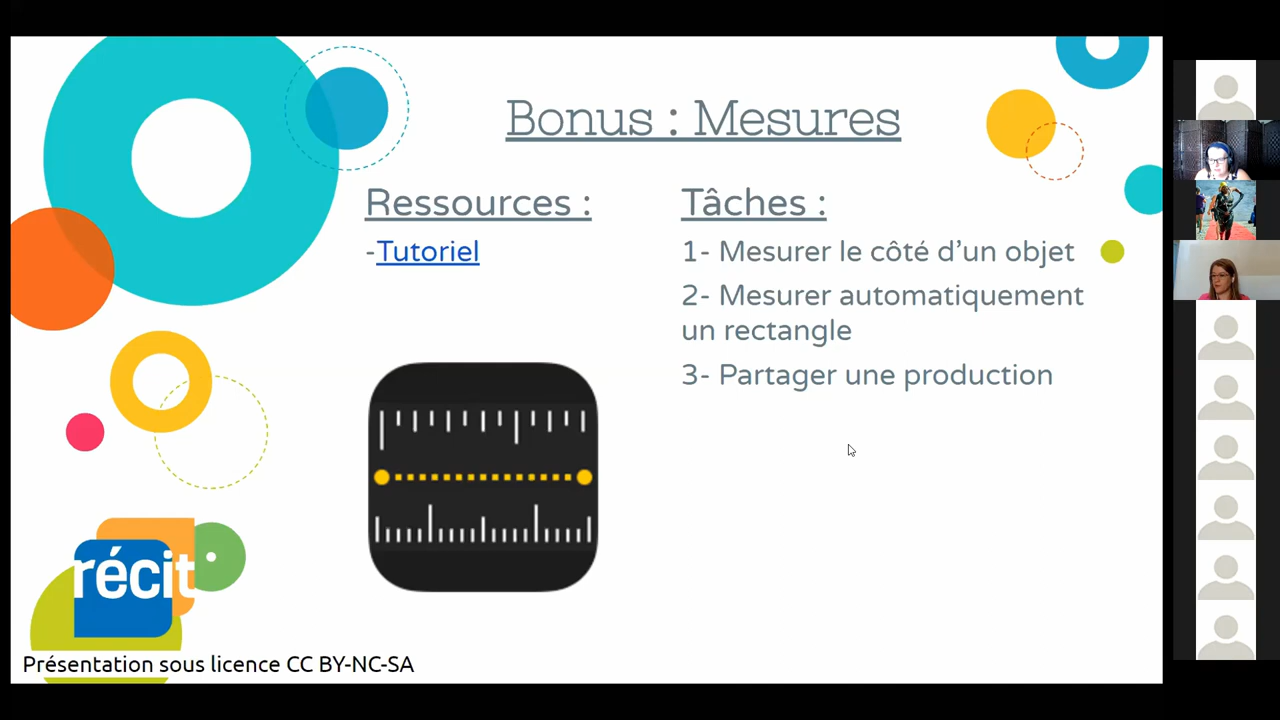 Bonus : Mesures
Ressources :
-Tutoriel
Tâches :
1- Mesurer le côté d’un objet
2- Mesurer automatiquement
un rectangle
3- Partager une production
récit
Présentation sous licence CC BY-NC-SA